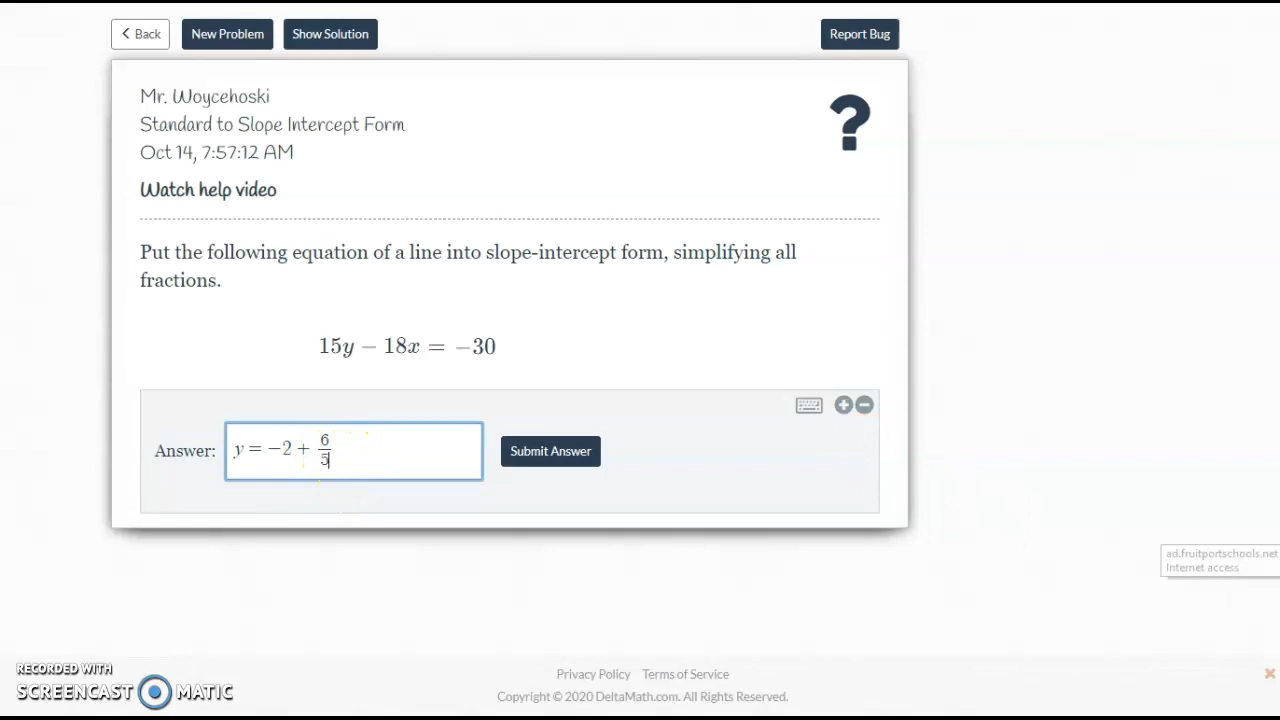 Back New Problem Show Solution Report Bug
Mr. Woycehoski
Standard to Slope Intercept Form
Oct 14, 7:57:12 AM
?
Watch help video
Put the following equation of a line into slope-intercept form, simplifying all
fractions.
15y − 18x = −30
Answer: y = −2 + 6/5 Submit Answer
ad.fruitportschools.net
Internet access
RECORDED WITH
SCREENCAST MATIC
Privacy Policy Terms of Service
Copyright © 2020 DeltaMath.com. All Rights Reserved.